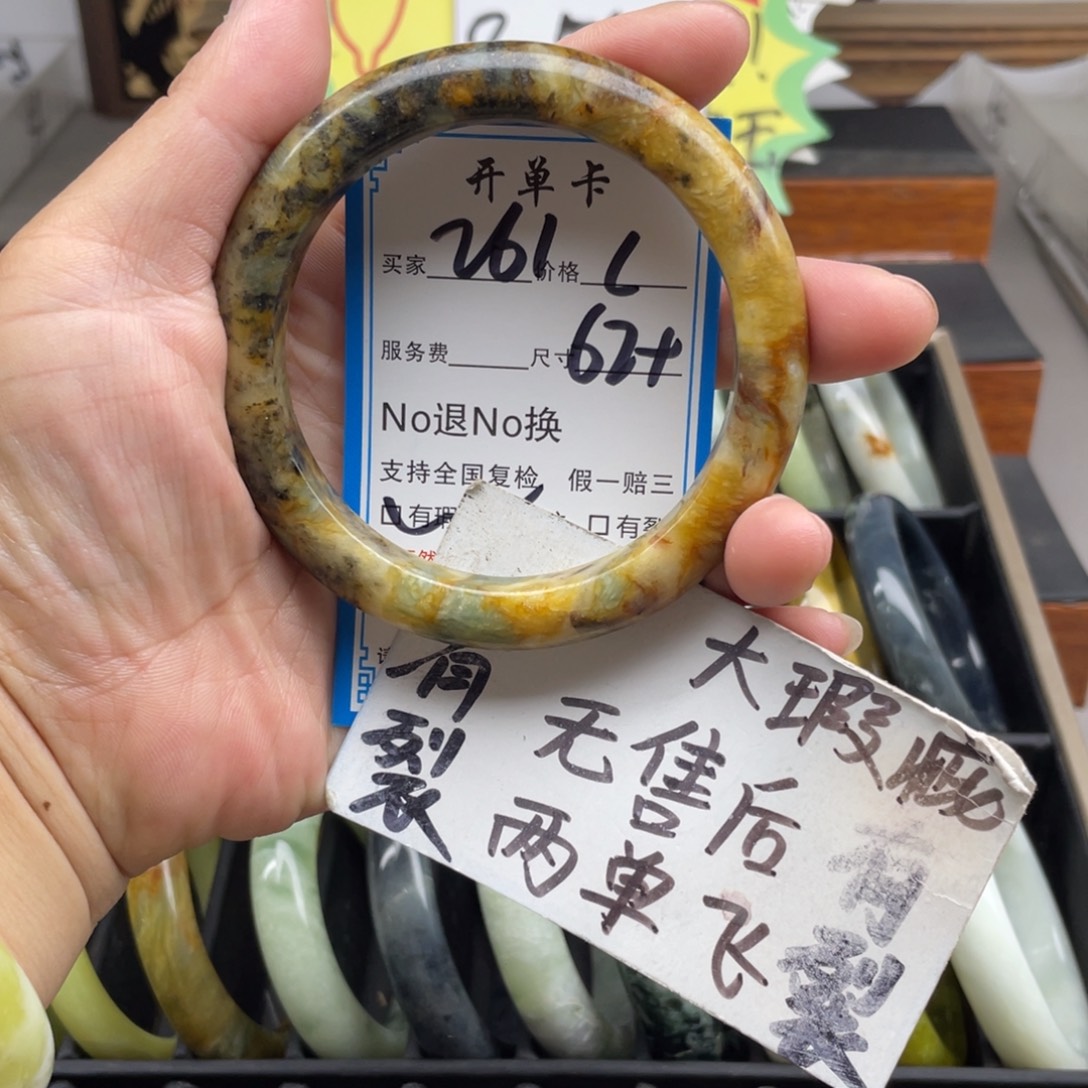 开单卡
买家 261 价格 6
服务费 尺寸 62+
No退No换
支持全国复检 假一赔三
口有瑕 口有裂
有裂
大瑕疵
无售后
两单飞
有裂